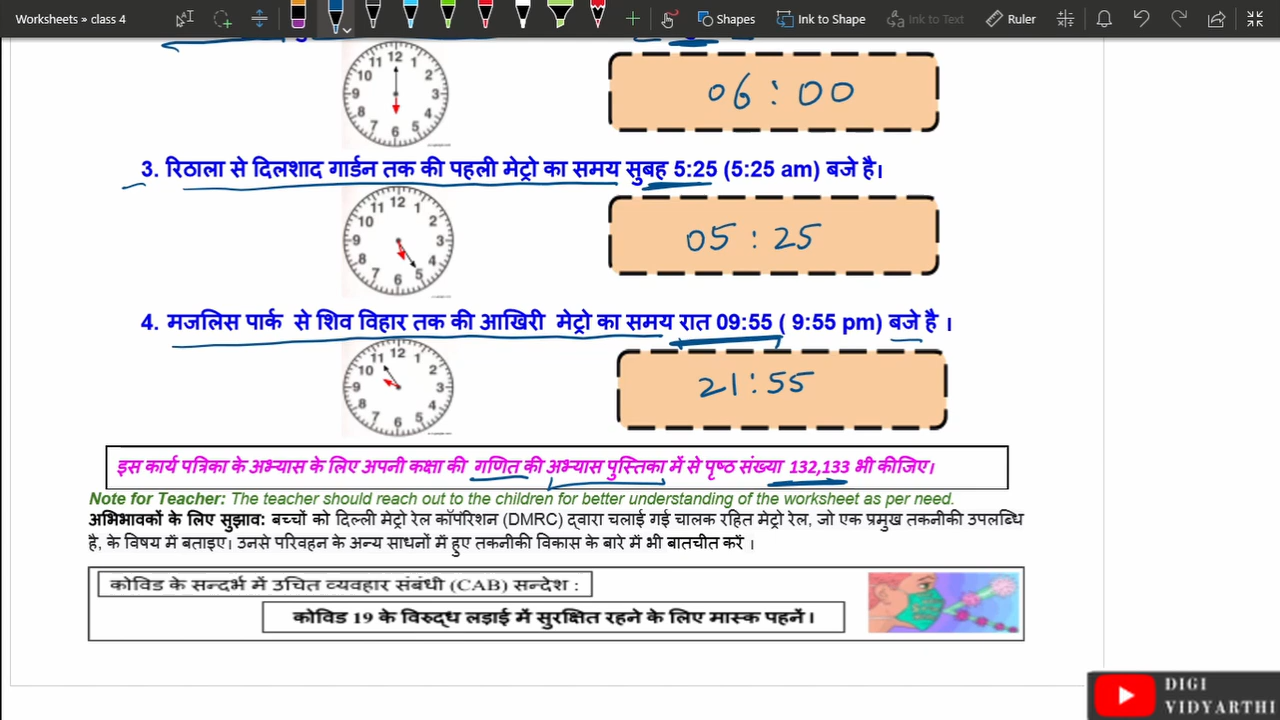 Worksheets » class 4
Shapes
Ink to Shape
Ink to Text
Ruler
06:00
3. रिठाला से दिलशाद गार्डन तक की पहली मेट्रो का समय सुबह 5:25 (5:25 am) बजे है।
05:25
4. मजलिस पार्क से शिव विहार तक की आखिरी मेट्रो का समय रात 09:55 ( 9:55 pm) बजे है ।
21:55
इस कार्य पत्रिका के अभ्यास के लिए अपनी कक्षा की गणित की अभ्यास पुस्तिका में से पृष्ठ संख्या 132,133 भी कीजिए।
Note for Teacher: The teacher should reach out to the children for better understanding of the worksheet as per need.
अभिभावकों के लिए सुझाव: बच्चों को दिल्ली मेट्रो रेल कॉर्पोरेशन (DMRC) द्वारा चलाई गई चालक रहित मेट्रो रेल, जो एक प्रमुख तकनीकी उपलब्धि
है, के विषय में बताइए। उनसे परिवहन के अन्य साधनों में हुए तकनीकी विकास के बारे में भी बातचीत करें ।
कोविड के सन्दर्भ में उचित व्यवहार संबंधी (CAB) सन्देश :
कोविड 19 के विरुद्ध लड़ाई में सुरक्षित रहने के लिए मास्क पहनें।
DIGI
VIDYARTHI